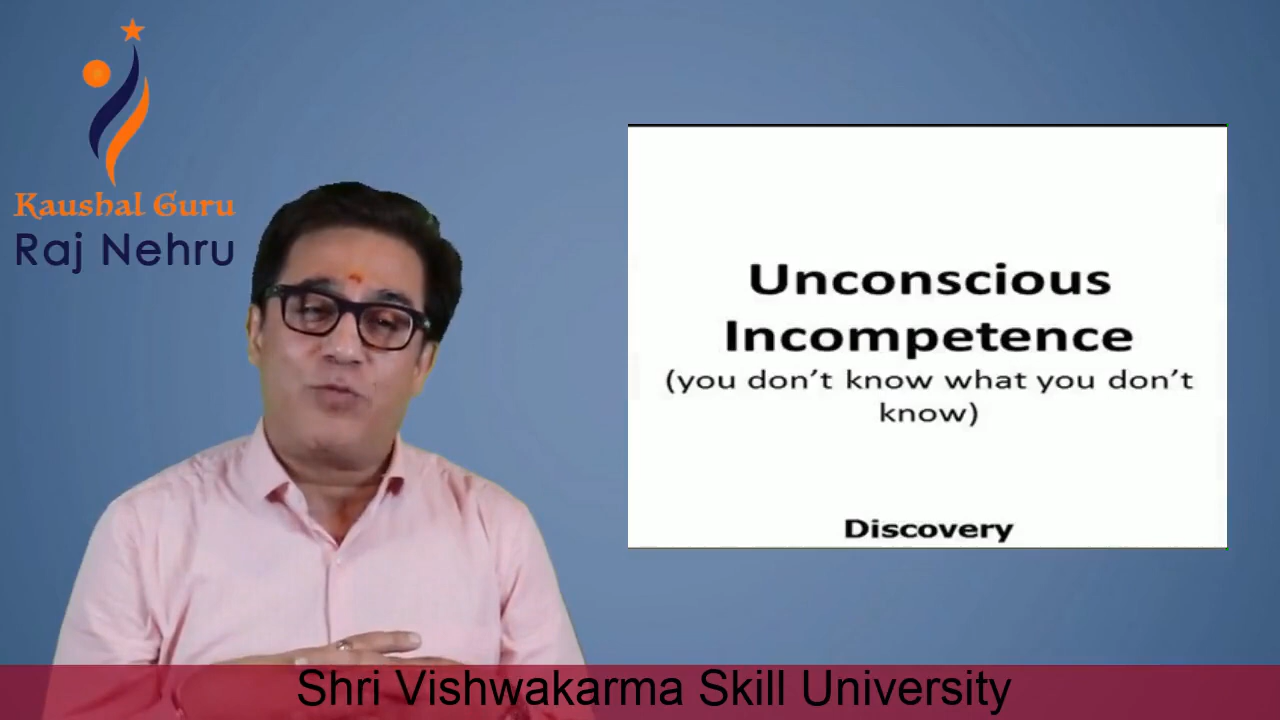 Kaushal Guru
Raj Nehru
Unconscious
Incompetence
(you don't know what you don't
know)
Discovery
Shri Vishwakarma Skill University